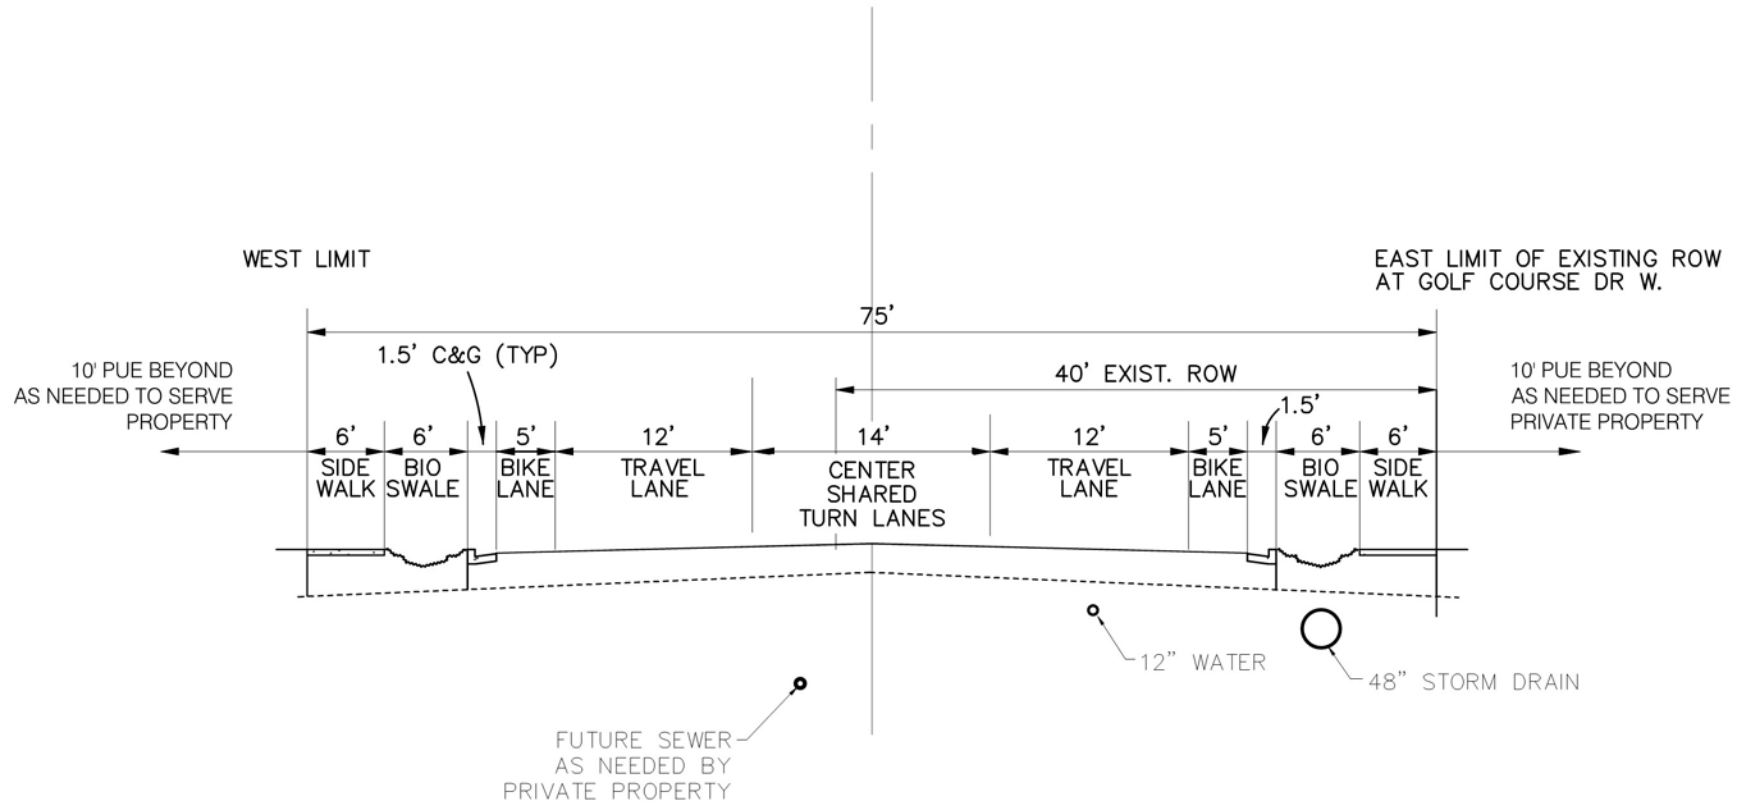 WEST LIMIT
EAST LIMIT OF EXISTING ROW
AT GOLF COURSE DR W.
75’
1.5’ C&G (TYP)
10' PUE BEYOND
AS NEEDED TO SERVE
PROPERTY
40’ EXIST. ROW
10' PUE BEYOND
AS NEEDED TO SERVE
PRIVATE PROPERTY
1.5’
6’
SIDE
WALK
6’
BIO
SWALE
5’
BIKE
LANE
12’
TRAVEL
LANE
14’
CENTER
SHARED
TURN LANES
12’
TRAVEL
LANE
5’
BIKE
LANE
6’
BIO
SWALE
6’
SIDE
WALK
12” WATER
48” STORM DRAIN
FUTURE SEWER
AS NEEDED BY
PRIVATE PROPERTY